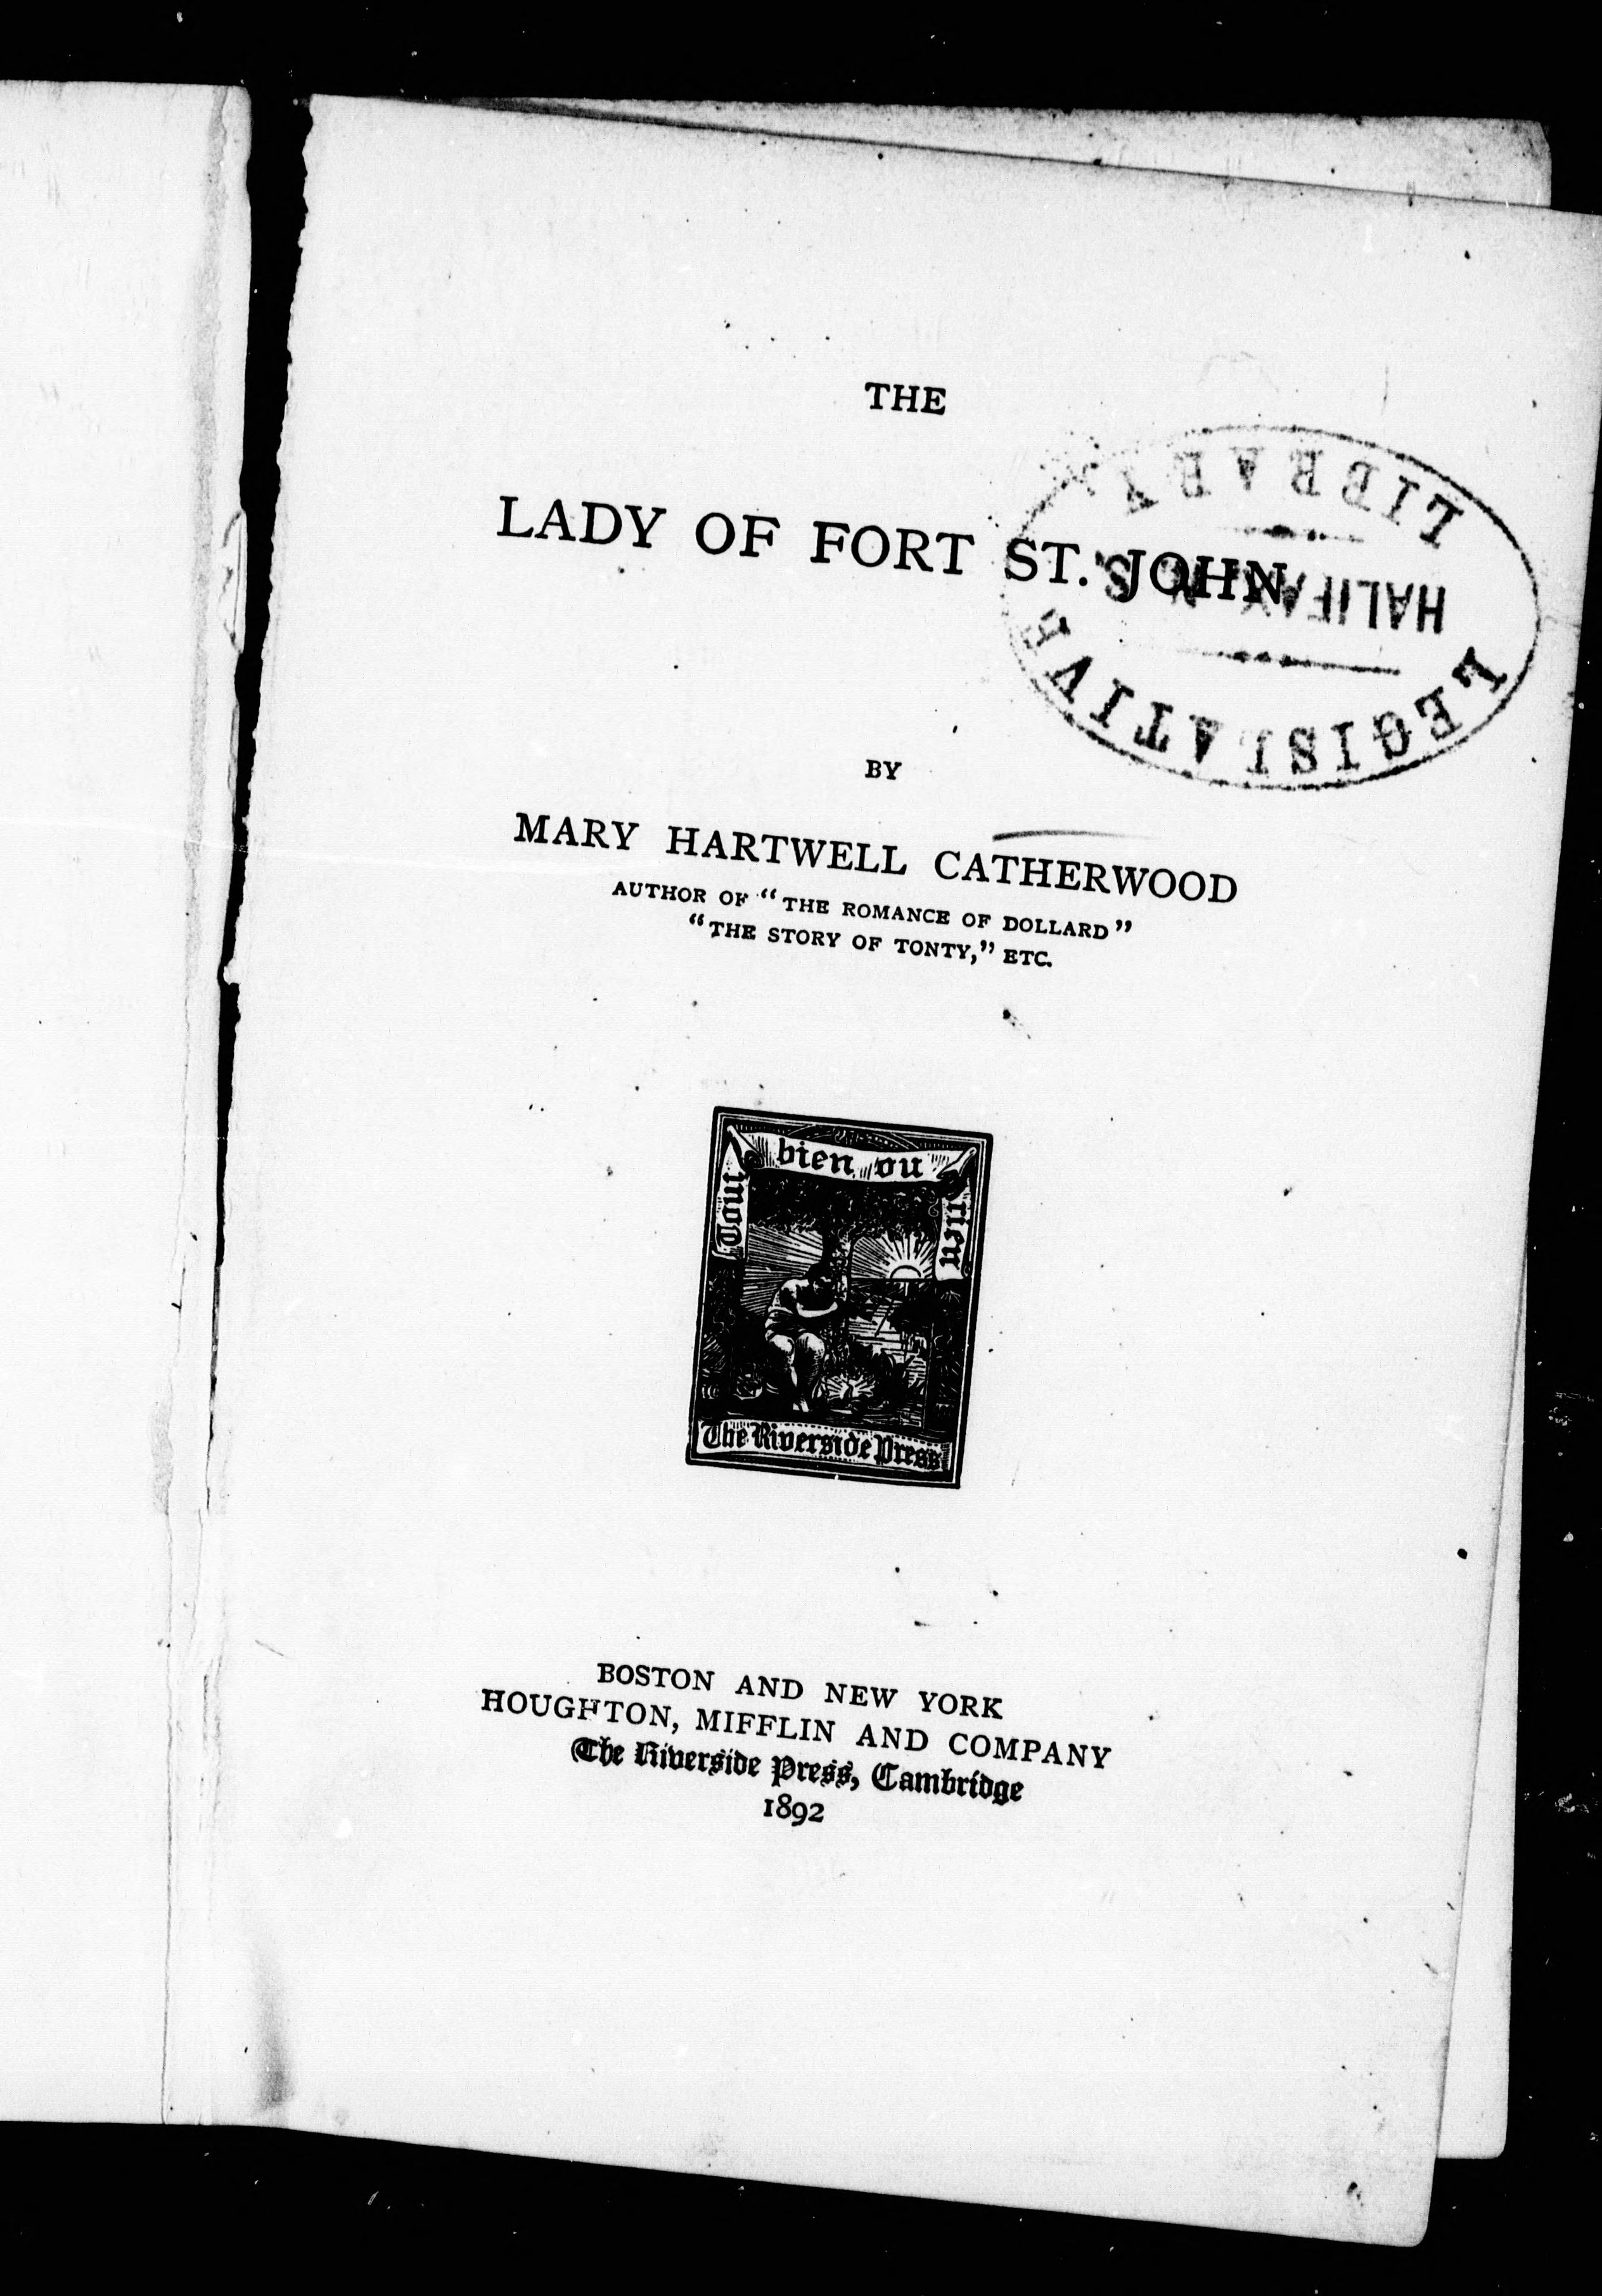 THE
LADY OF FORT ST. JOHN
LEGISLATIVE
HALIFAX, N. S.
LIBRARY
BY
MARY HARTWELL CATHERWOOD
AUTHOR OF "THE ROMANCE OF DOLLARD"
"THE STORY OF TONTY," ETC.
Tout bien ou rien
The Riverside Press
BOSTON AND NEW YORK
HOUGHTON, MIFFLIN AND COMPANY
The Riverside Press, Cambridge
1892